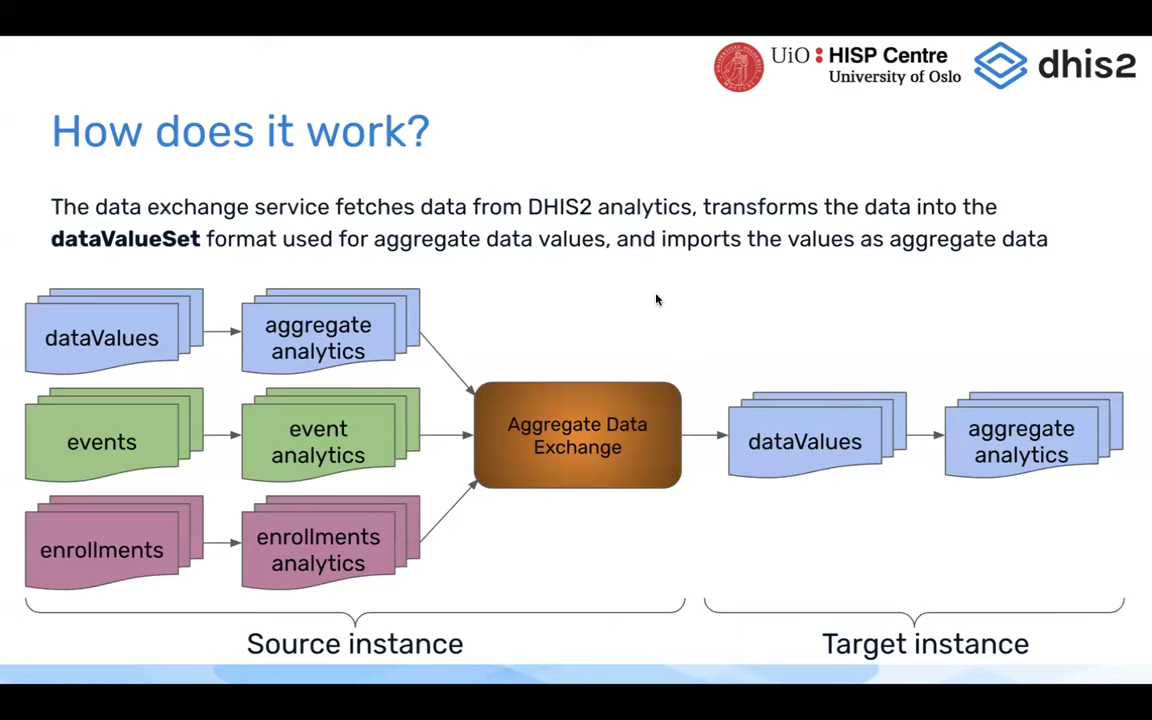 UiO HISP Centre
University of Oslo
dhis2
How does it work?
The data exchange service fetches data from DHIS2 analytics, transforms the data into the
dataValueSet format used for aggregate data values, and imports the values as aggregate data
dataValues
aggregate
analytics
events
event
analytics
enrollments
enrollments
analytics
Aggregate Data
Exchange
dataValues
aggregate
analytics
Source instance
Target instance